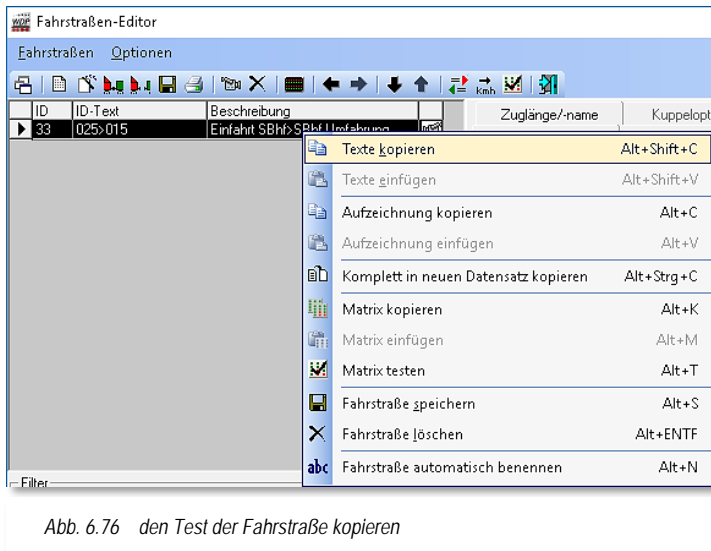 WDP Fahrstraßen-Editor
Fahrstraßen Optionen
kmh
ID ID-Text Beschreibung Zuglänge/-name Kuppelopt
33 025>015 Einfahrt SBhf>SBhf Umfahrung
Texte kopieren Alt+Shift+C
Texte einfügen Alt+Shift+V
Aufzeichnung kopieren Alt+C
Aufzeichnung einfügen Alt+V
Komplett in neuen Datensatz kopieren Alt+Strg+C
Matrix kopieren Alt+K
Matrix einfügen Alt+M
Matrix testen Alt+T
Fahrstraße speichern Alt+S
Fahrstraße löschen Alt+ENTF
abc Fahrstraße automatisch benennen Alt+N
Filter
Abb. 6.76 den Test der Fahrstraße kopieren